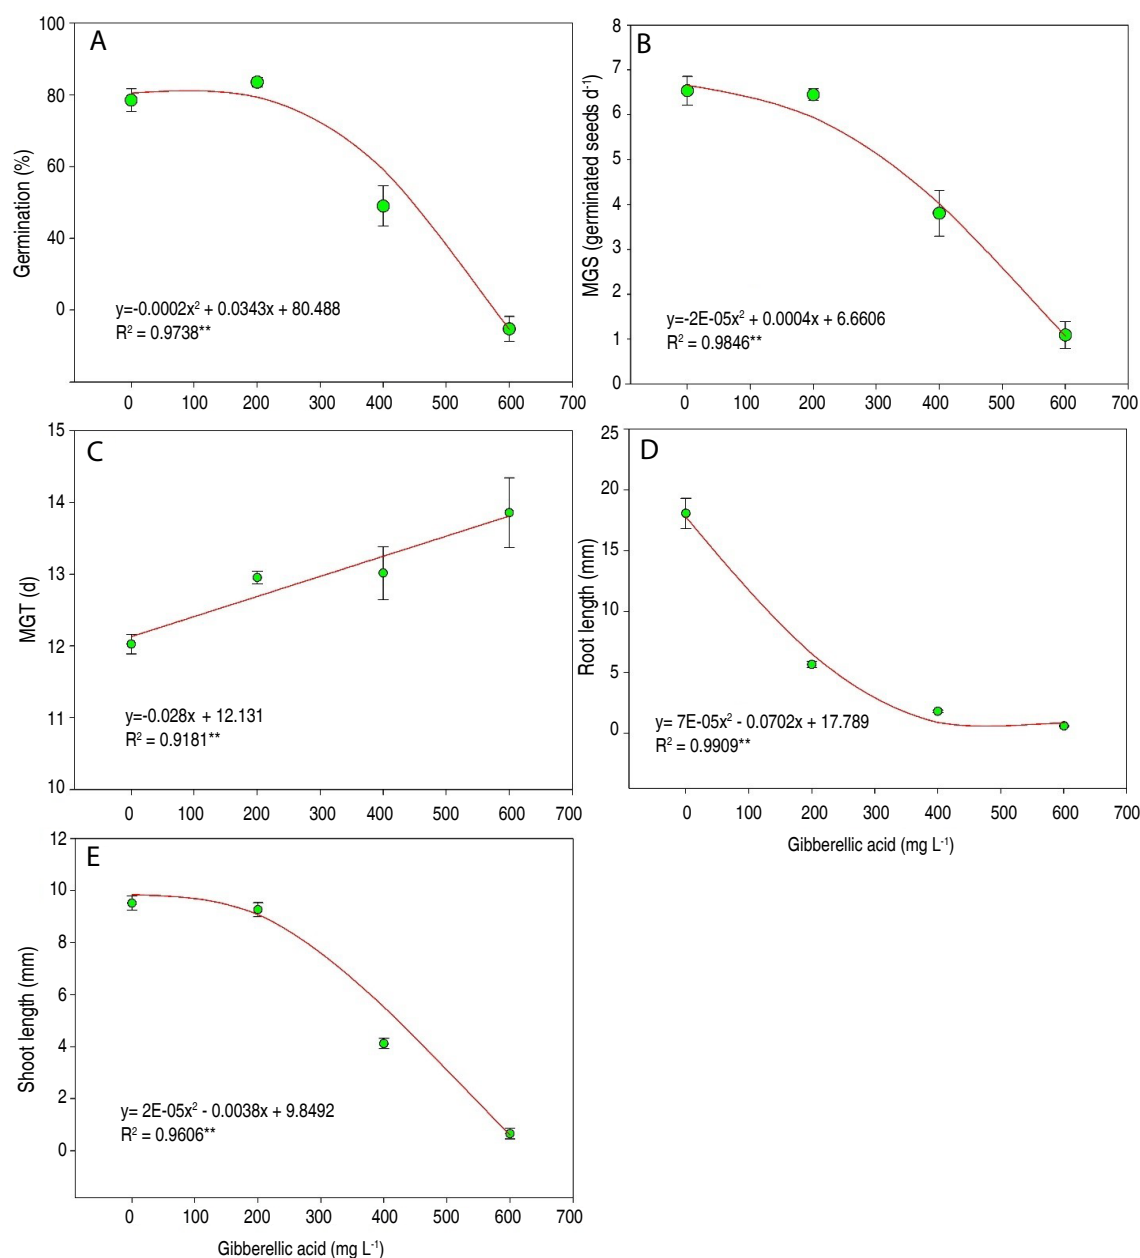 A
100
80
60
40
0
Germination (%)
y=-0.0002x² + 0.0343x + 80.488
R² = 0.9738**
0 100 200 300 400 500 600 700
B
8
7
6
5
4
3
2
1
0
MGS (germinated seeds d⁻¹)
y=-2E-05x² + 0.0004x + 6.6606
R² = 0.9846**
0 100 200 300 400 500 600 700
C
15
14
13
12
11
10
MGT (d)
y=-0.028x + 12.131
R² = 0.9181**
0 100 200 300 400 500 600 700
D
25
20
15
10
5
0
Root length (mm)
y= 7E-05x² - 0.0702x + 17.789
R² = 0.9909**
0 100 200 300 400 500 600 700
Gibberellic acid (mg L⁻¹)
E
12
10
8
6
4
2
0
Shoot length (mm)
y= 2E-05x² - 0.0038x + 9.8492
R² = 0.9606**
0 100 200 300 400 500 600 700
Gibberellic acid (mg L⁻¹)